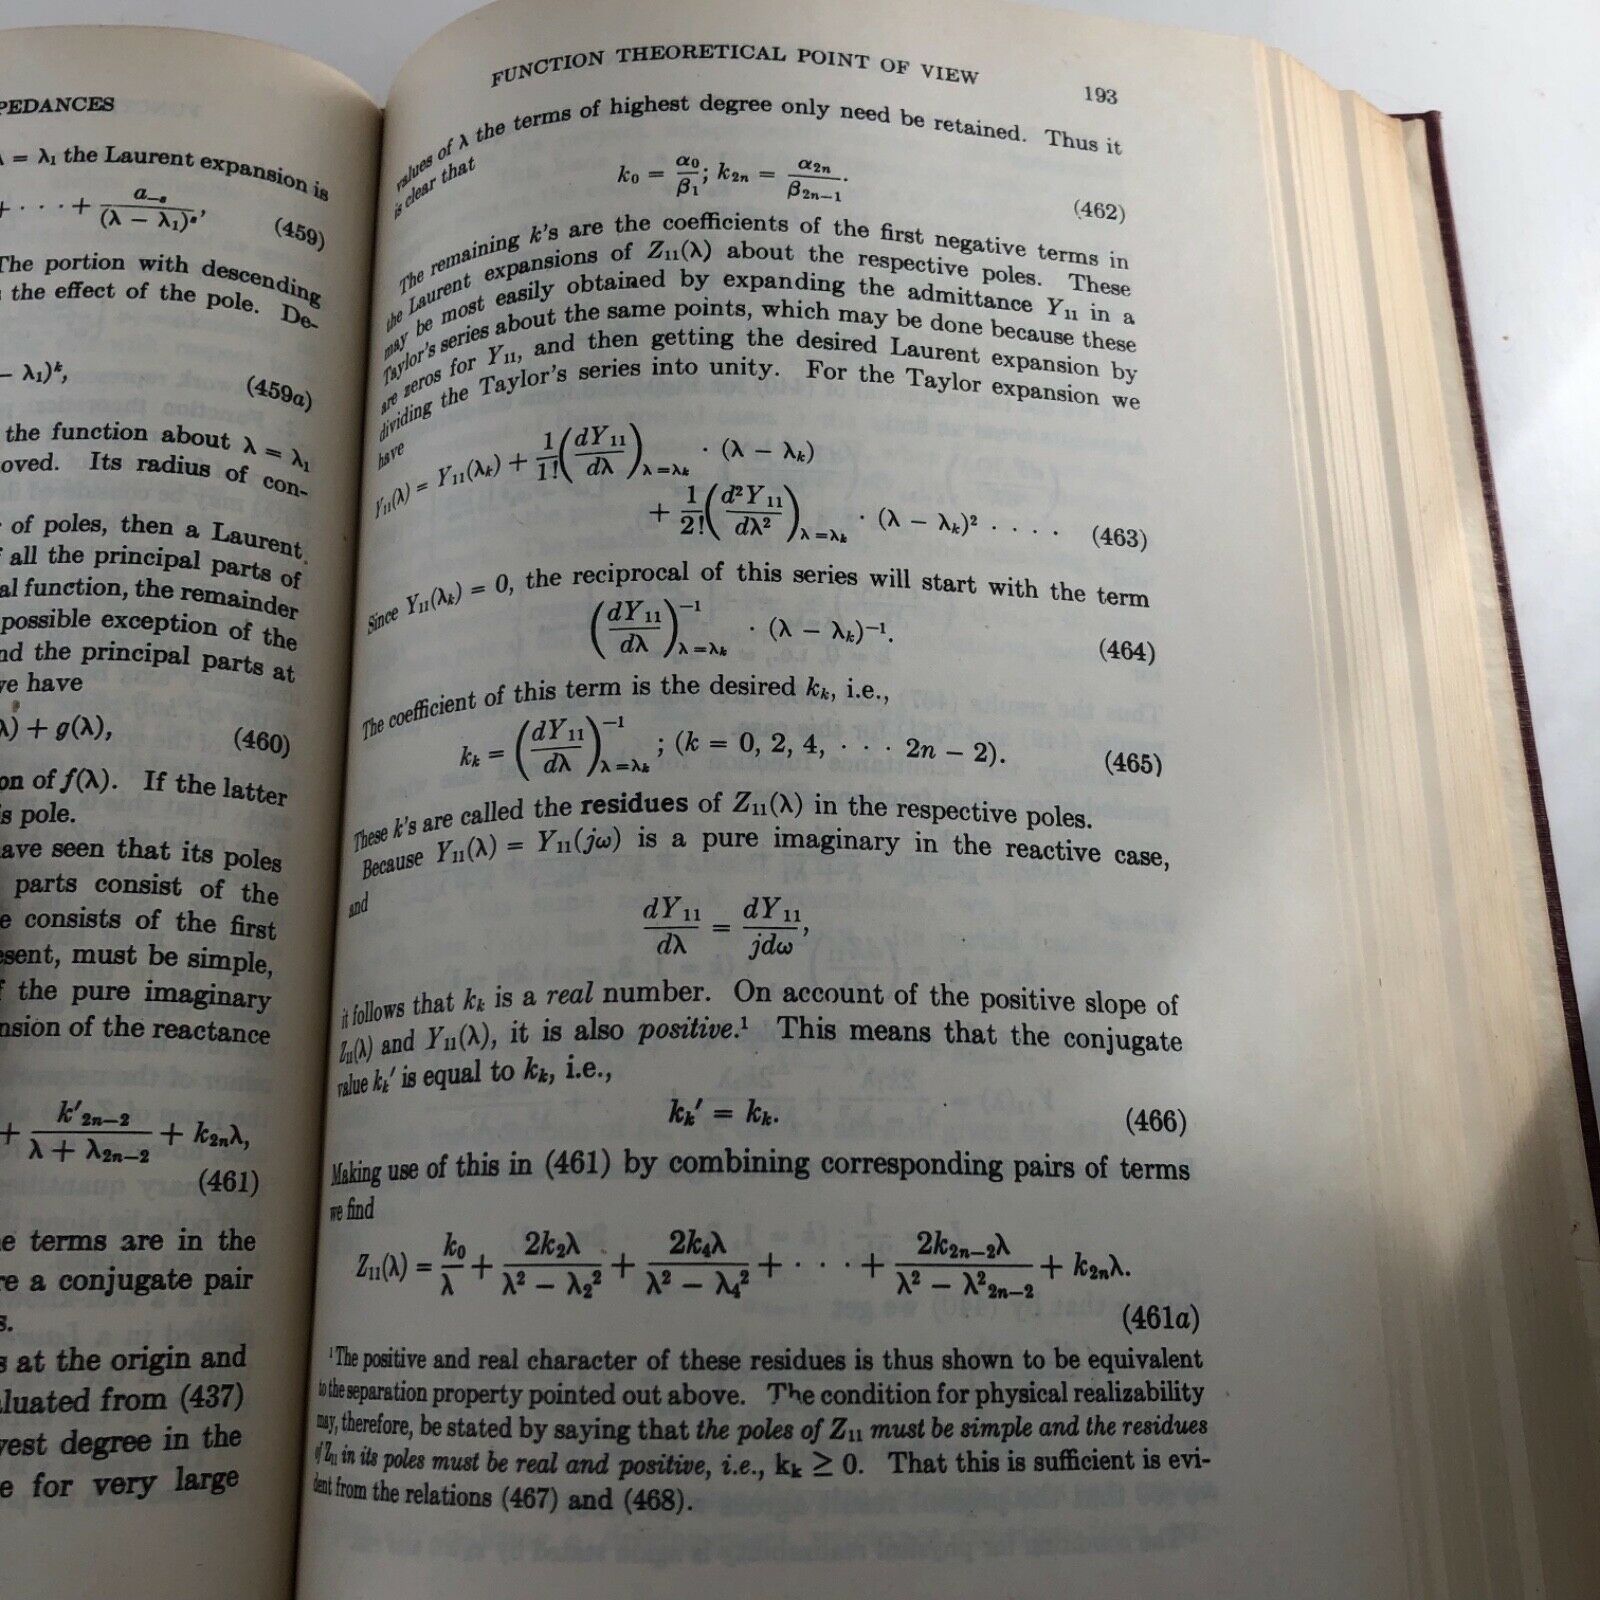 PEDANCES
λ = λ₁ the Laurent expansion is
+ · · · + a₋ₛ/(λ − λ₁)ˢ, (459)
The portion with descending
the effect of the pole. De-
− λ₁)ᵏ, (459a)
the function about λ = λ₁
oved. Its radius of con-
of poles, then a Laurent
all the principal parts of
al function, the remainder
possible exception of the
nd the principal parts at
ve have
λ) + g(λ), (460)
on of f(λ). If the latter
s pole.
ave seen that its poles
parts consist of the
e consists of the first
esent, must be simple,
f the pure imaginary
nsion of the reactance
+ k′₂ₙ₋₂/(λ + λ₂ₙ₋₂) + k₂ₙλ,
(461)
e terms are in the
re a conjugate pair
s.
s at the origin and
luated from (437)
vest degree in the
e for very large
FUNCTION THEORETICAL POINT OF VIEW 193
values of λ the terms of highest degree only need be retained. Thus it
is clear that
k₀ = α₀/β₁; k₂ₙ = α₂ₙ/β₂ₙ₋₁. (462)
The remaining k's are the coefficients of the first negative terms in
the Laurent expansions of Z₁₁(λ) about the respective poles. These
may be most easily obtained by expanding the admittance Y₁₁ in a
Taylor's series about the same points, which may be done because these
are zeros for Y₁₁, and then getting the desired Laurent expansion by
dividing the Taylor's series into unity. For the Taylor expansion we
have
Y₁₁(λ) = Y₁₁(λₖ) + 1/1! (dY₁₁/dλ)λ=λₖ · (λ − λₖ)
+ 1/2! (d²Y₁₁/dλ²)λ=λₖ · (λ − λₖ)² . . . . (463)
Since Y₁₁(λₖ) = 0, the reciprocal of this series will start with the term
(dY₁₁/dλ)⁻¹λ=λₖ · (λ − λₖ)⁻¹. (464)
The coefficient of this term is the desired kₖ, i.e.,
kₖ = (dY₁₁/dλ)⁻¹λ=λₖ ; (k = 0, 2, 4, · · · 2n − 2). (465)
These k's are called the residues of Z₁₁(λ) in the respective poles.
Because Y₁₁(λ) = Y₁₁(jω) is a pure imaginary in the reactive case,
and
dY₁₁/dλ = dY₁₁/jdω,
it follows that kₖ is a real number. On account of the positive slope of
Z₁₁(λ) and Y₁₁(λ), it is also positive.¹ This means that the conjugate
value kₖ′ is equal to kₖ, i.e.,
kₖ′ = kₖ. (466)
Making use of this in (461) by combining corresponding pairs of terms
we find
Z₁₁(λ) = k₀/λ + 2k₂λ/(λ² − λ₂²) + 2k₄λ/(λ² − λ₄²) + · · · + 2k₂ₙ₋₂λ/(λ² − λ²₂ₙ₋₂) + k₂ₙλ.
(461a)
¹ The positive and real character of these residues is thus shown to be equivalent
to the separation property pointed out above. The condition for physical realizability
may, therefore, be stated by saying that the poles of Z₁₁ must be simple and the residues
of Z₁₁ in its poles must be real and positive, i.e., kₖ ≥ 0. That this is sufficient is evi-
dent from the relations (467) and (468).